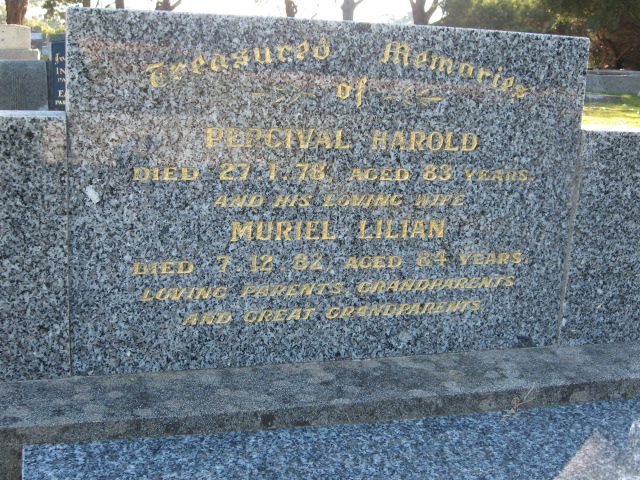 Treasured Memories
of
PERCIVAL HAROLD
DIED 27.1.78. AGED 83 YEARS.
AND HIS LOVING WIFE
MURIEL LILIAN
DIED 7.12.82. AGED 84 YEARS.
LOVING PARENTS, GRANDPARENTS
AND GREAT GRANDPARENTS